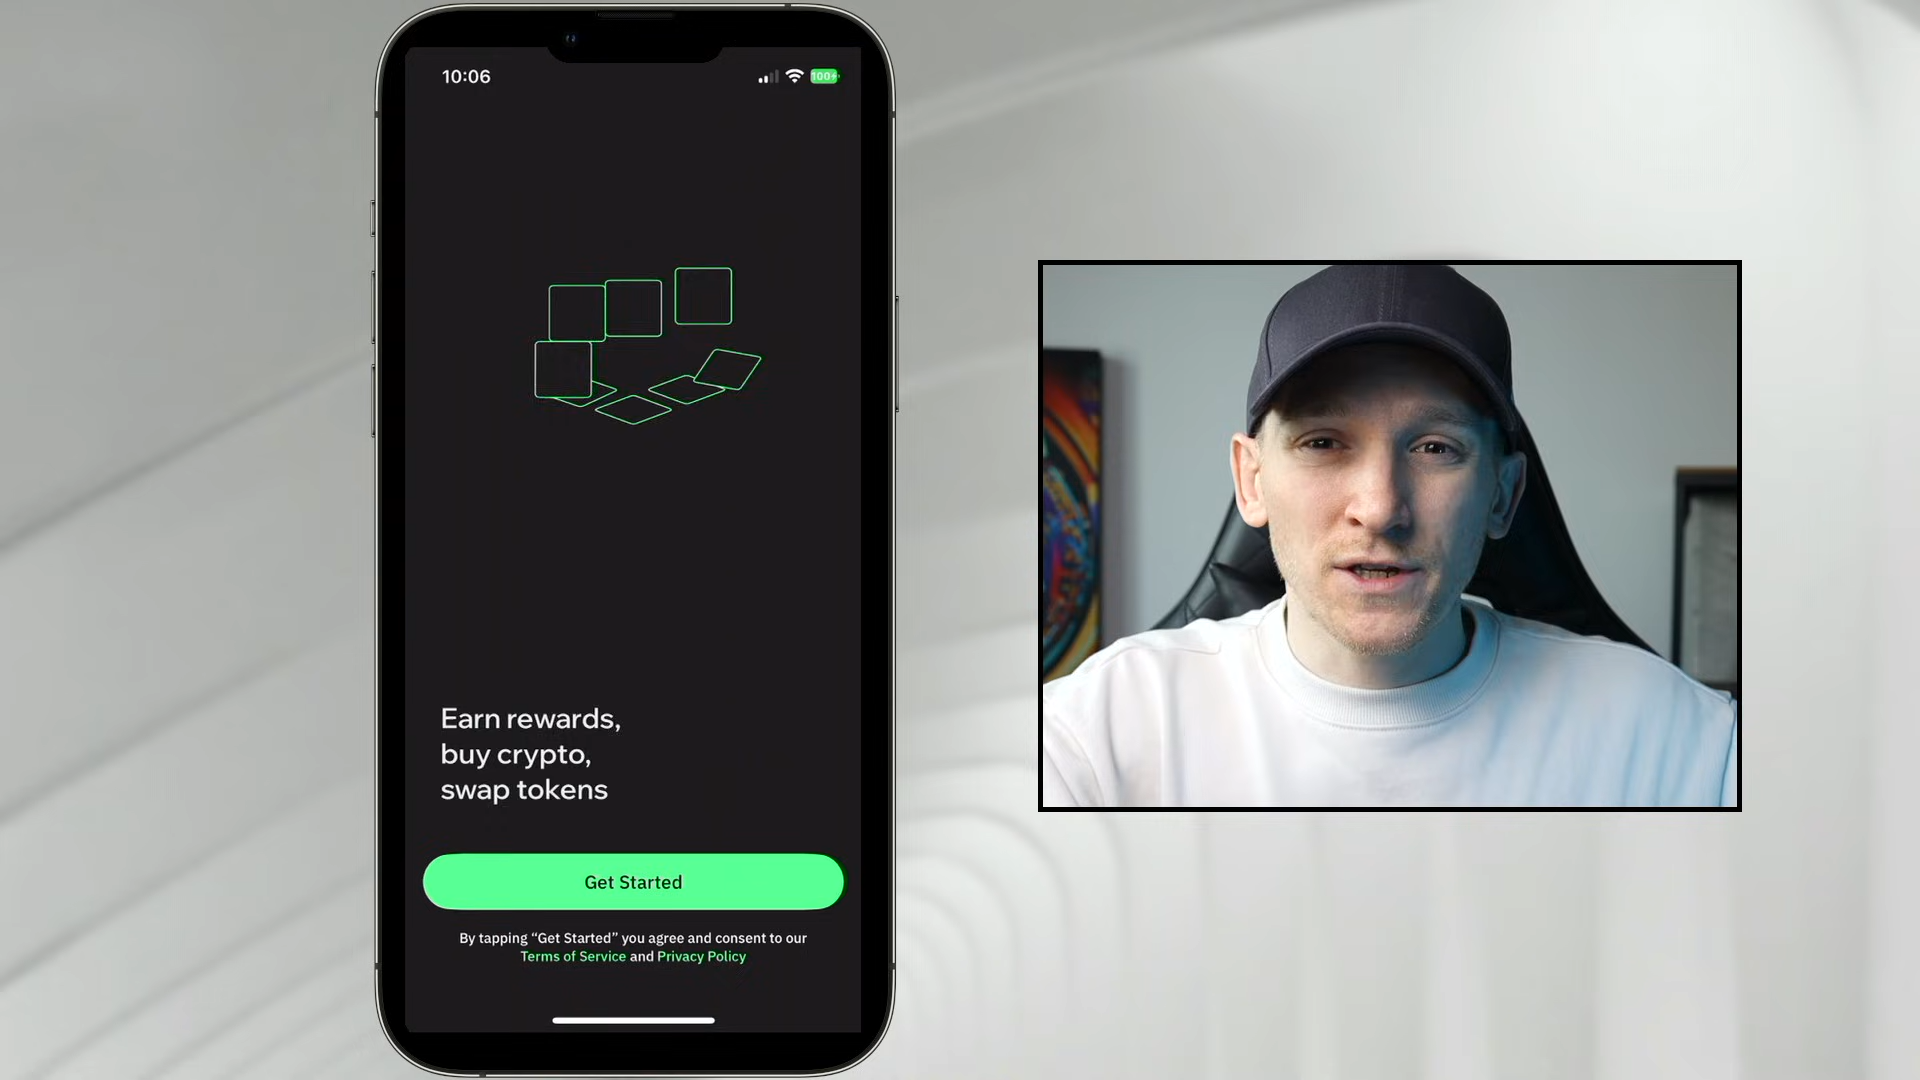 10:06
100
Earn rewards,
buy crypto,
swap tokens
Get Started
By tapping “Get Started” you agree and consent to our
Terms of Service and Privacy Policy